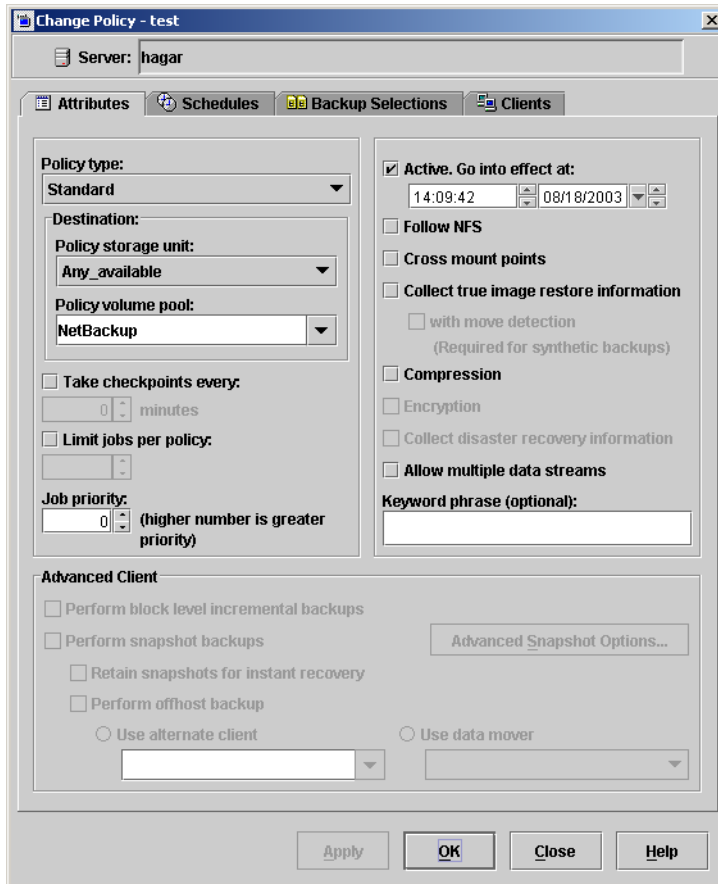 Change Policy - test
Server: hagar
Attributes
Schedules
Backup Selections
Clients
Policy type:
Standard
Destination:
Policy storage unit:
Any_available
Policy volume pool:
NetBackup
Take checkpoints every:
0 minutes
Limit jobs per policy:
Job priority:
0 (higher number is greater
priority)
Active. Go into effect at:
14:09:42 08/18/2003
Follow NFS
Cross mount points
Collect true image restore information
with move detection
(Required for synthetic backups)
Compression
Encryption
Collect disaster recovery information
Allow multiple data streams
Keyword phrase (optional):
Advanced Client
Perform block level incremental backups
Perform snapshot backups
Advanced Snapshot Options...
Retain snapshots for instant recovery
Perform offhost backup
Use alternate client
Use data mover
Apply
OK
Close
Help